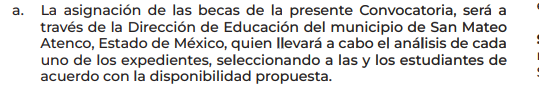 a. La asignación de las becas de la presente Convocatoria, será a
través de la Dirección de Educación del municipio de San Mateo
Atenco, Estado de México, quien llevará a cabo el análisis de cada
uno de los expedientes, seleccionando a las y los estudiantes de
acuerdo con la disponibilidad propuesta.